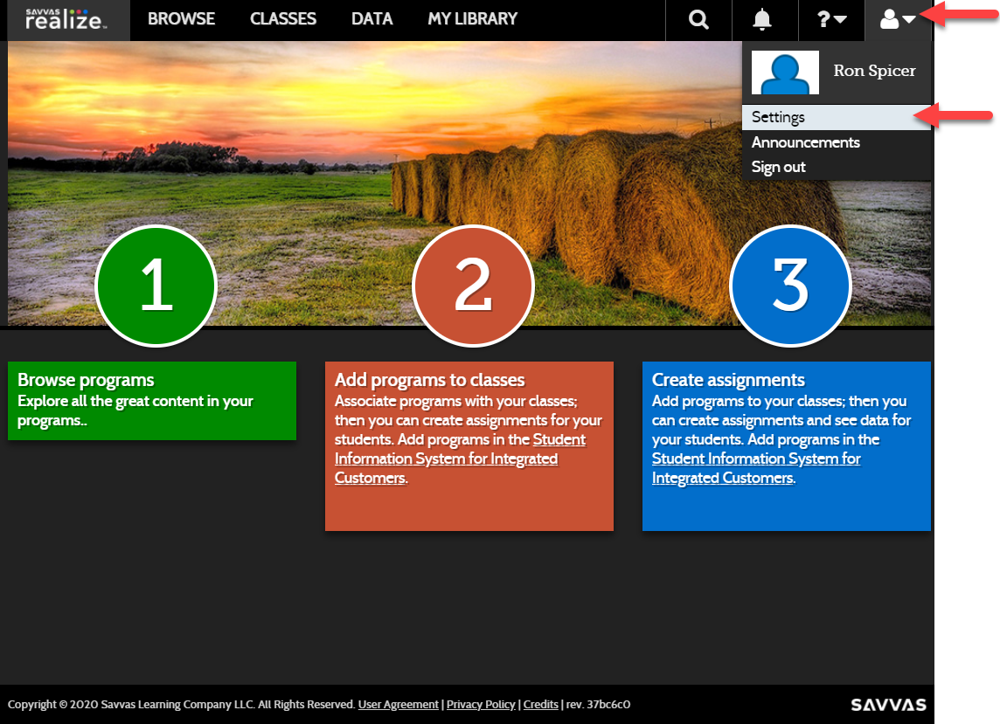 SAVVAS
realize™
BROWSE
CLASSES
DATA
MY LIBRARY
?
Ron Spicer
Settings
Announcements
Sign out
1
2
3
Browse programs
Explore all the great content in your
programs..
Add programs to classes
Associate programs with your classes;
then you can create assignments for your
students. Add programs in the Student
Information System for Integrated
Customers.
Create assignments
Add programs to your classes; then you
can create assignments and see data for
your students. Add programs in the
Student Information System for
Integrated Customers.
Copyright © 2020 Savvas Learning Company LLC. All Rights Reserved. User Agreement | Privacy Policy | Credits | rev. 37bc6c0
SAVVAS